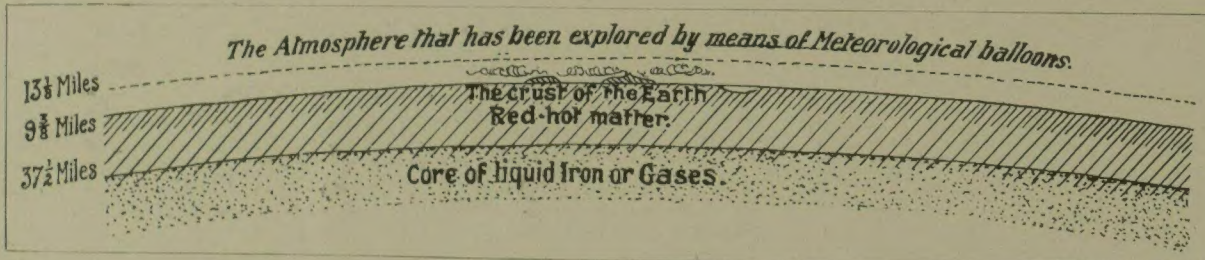 The Atmosphere that has been explored by means of Meteorological balloons.
13⅛ Miles
The crust of the Earth
9⅜ Miles
Red-hot matter.
37½ Miles
Core of liquid Iron or Gases.